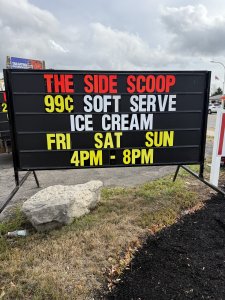 THE SIDE SCOOP
99¢ SOFT SERVE
ICE CREAM
FRI SAT SUN
4PM - 8PM